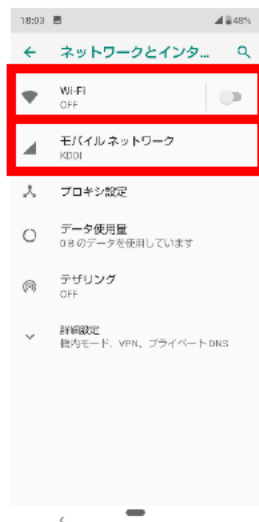 18:03 48%
ネットワークとインタ...
Wi-Fi
OFF
モバイル ネットワーク
KDDI
プロキシ設定
データ使用量
0 B のデータを使用しています
テザリング
OFF
詳細設定
機内モード、VPN、プライベート DNS